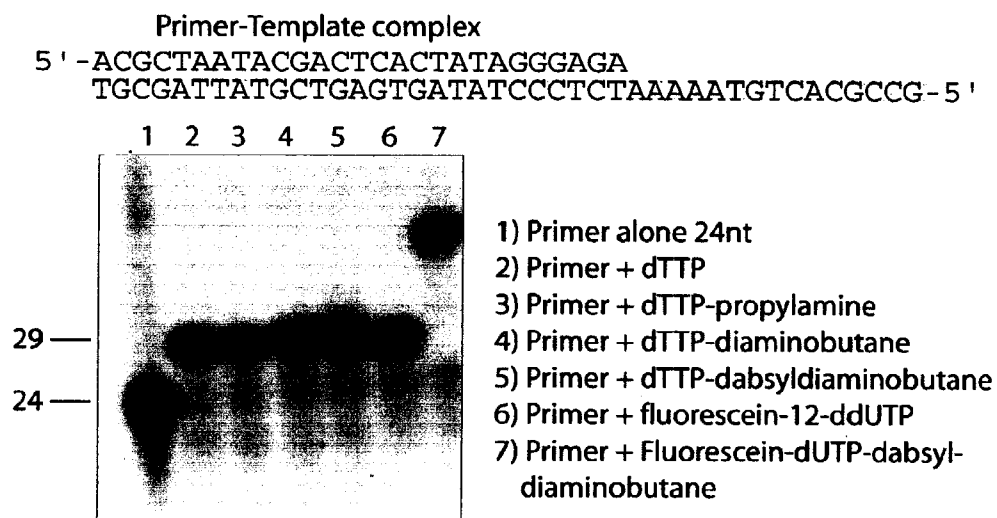 Primer-Template complex
5'-ACGCTAATACGACTCACTATAGGGAGA
TGCGATTATGCTGAGTGATATCCCTCTAAAAATGTCACGCCG-5'
1 2 3 4 5 6 7
29
24
1) Primer alone 24nt
2) Primer + dTTP
3) Primer + dTTP-propylamine
4) Primer + dTTP-diaminobutane
5) Primer + dTTP-dabsyldiaminobutane
6) Primer + fluorescein-12-ddUTP
7) Primer + Fluorescein-dUTP-dabsyl-
diaminobutane